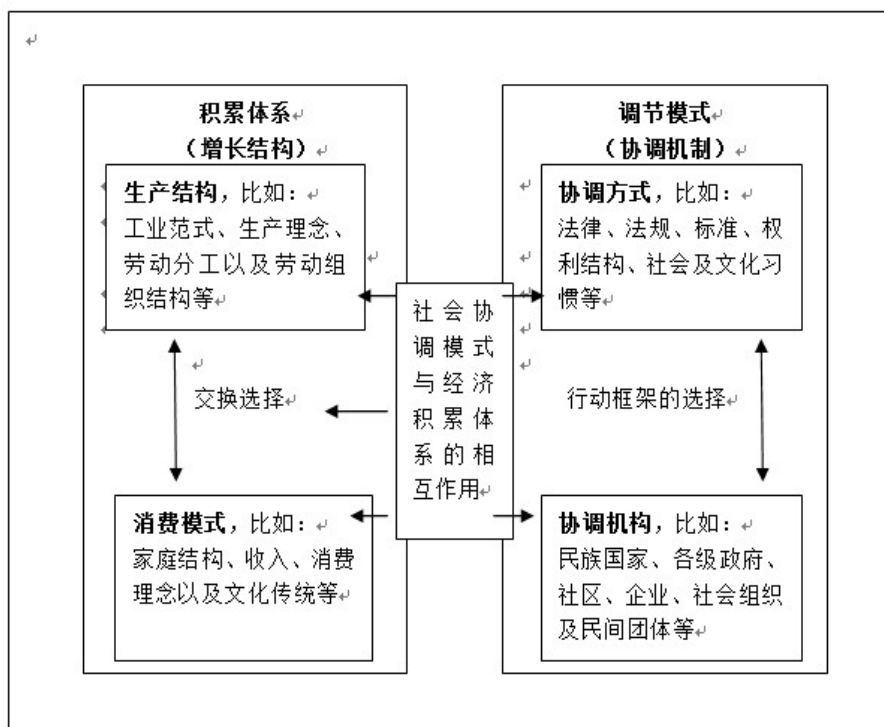 积累体系
（增长结构）
生产结构，比如：
工业范式、生产理念、
劳动分工以及劳动组
织结构等
交换选择
消费模式，比如：
家庭结构、收入、消费
理念以及文化传统等
社会协
调模式
与经济
积累体
系的相
互作用
调节模式
（协调机制）
协调方式，比如：
法律、法规、标准、权
利结构、社会及文化习
惯等
行动框架的选择
协调机构，比如：
民族国家、各级政府、
社区、企业、社会组织
及民间团体等